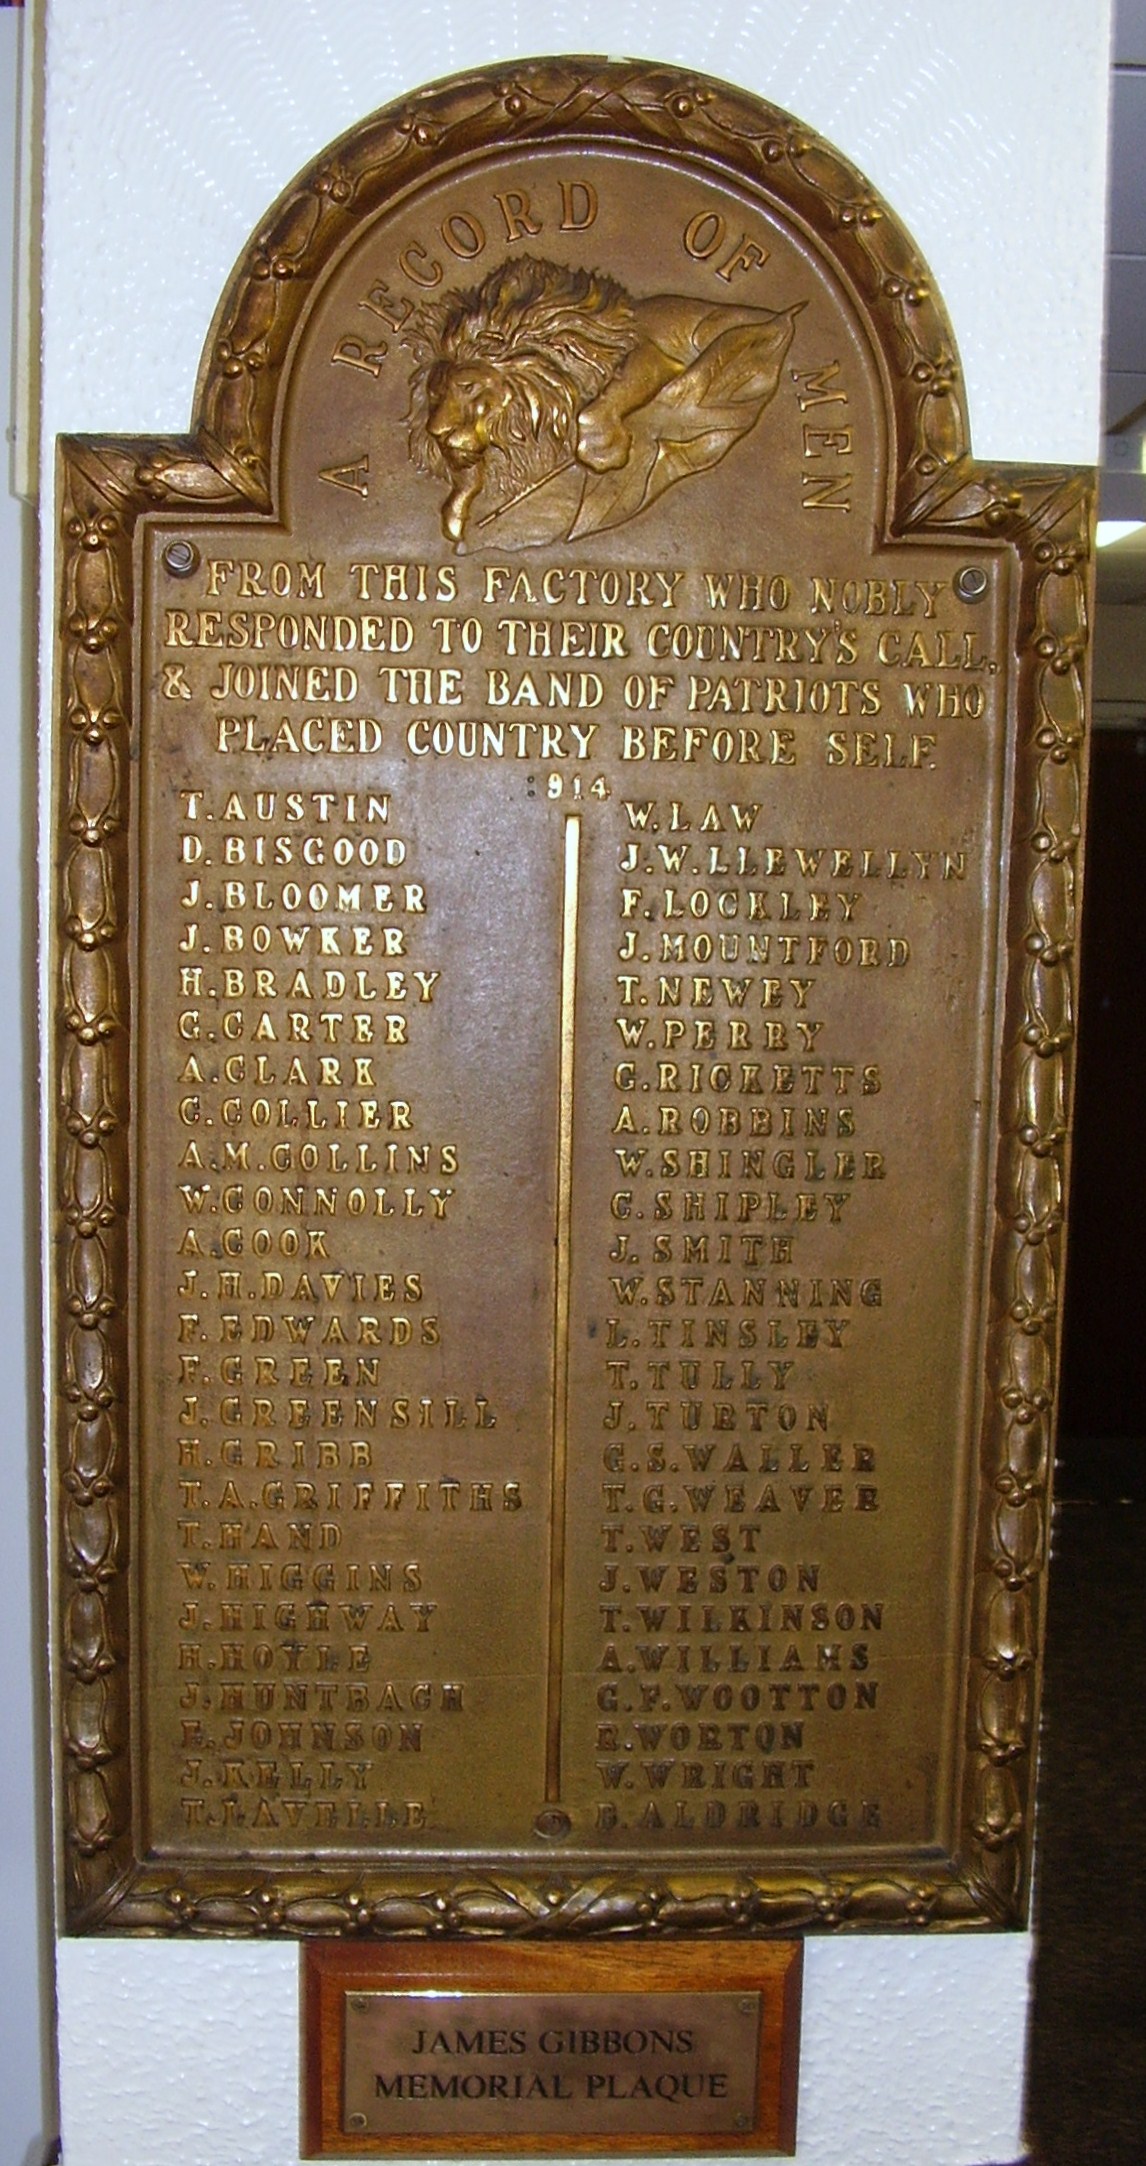 A RECORD OF MEN
FROM THIS FACTORY WHO NOBLY
RESPONDED TO THEIR COUNTRY'S CALL,
& JOINED THE BAND OF PATRIOTS WHO
PLACED COUNTRY BEFORE SELF.
1914
T. AUSTIN
D. BISGOOD
J. BLOOMER
J. BOWKER
H. BRADLEY
G. CARTER
A. CLARK
C. COLLIER
A. M. COLLINS
W. CONNOLLY
A. COOK
J. H. DAVIES
F. EDWARDS
F. GREEN
J. GREENSILL
H. GRIBB
T. A. GRIFFITHS
T. HAND
W. HIGGINS
J. HIGHWAY
H. HOYLE
J. HUNTBACH
E. JOHNSON
J. KELLY
T. LAVELLE
W. LAW
J. W. LLEWELLYN
F. LOCKLEY
J. MOUNTFORD
T. NEWEY
W. PERRY
G. RICKETTS
A. ROBBINS
W. SHINGLER
C. SHIPLEY
J. SMITH
W. STANNING
L. TINSLEY
T. TULLY
J. TURTON
G. S. WALLER
T. G. WEAVER
T. WEST
J. WESTON
T. WILKINSON
A. WILLIAMS
G. F. WOOTTON
E. WORTON
W. WRIGHT
ALDRIDGE
JAMES GIBBONS
MEMORIAL PLAQUE